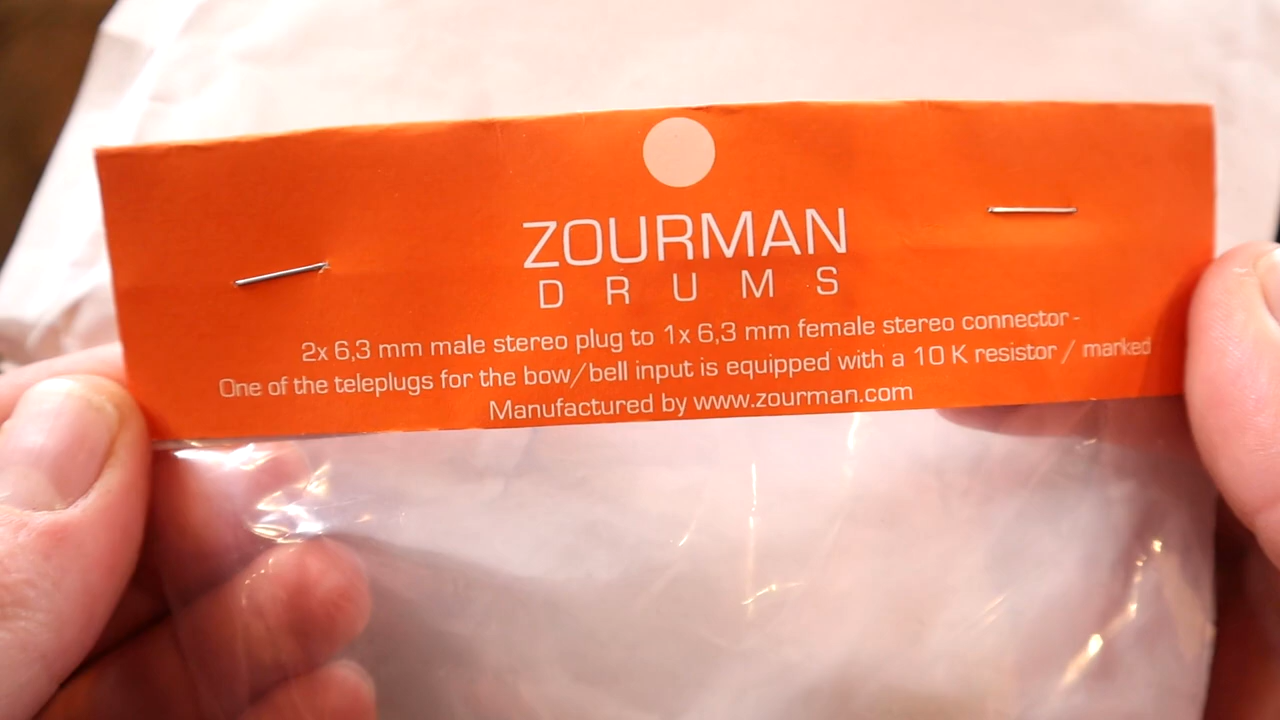 ZOURMAN
DRUMS
2x 6,3 mm male stereo plug to 1x 6,3 mm female stereo connector -
One of the teleplugs for the bow/bell input is equipped with a 10 K resistor / marked
Manufactured by www.zourman.com